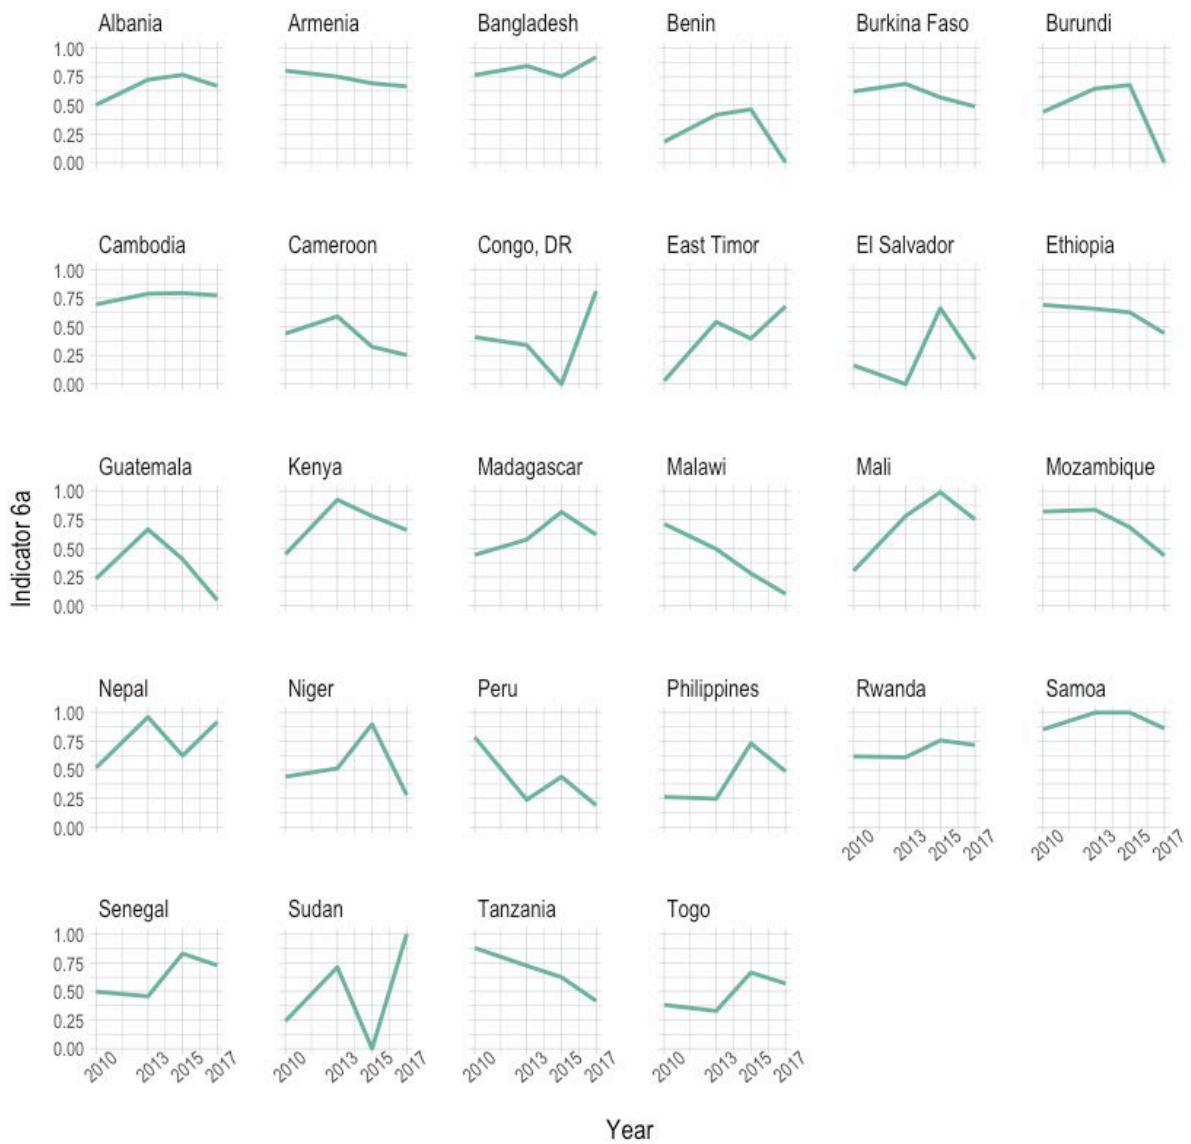 Albania Armenia Bangladesh Benin Burkina Faso Burundi
1.00
0.75
0.50
0.25
0.00
Cambodia Cameroon Congo, DR East Timor El Salvador Ethiopia
1.00
0.75
0.50
0.25
0.00
Guatemala Kenya Madagascar Malawi Mali Mozambique
1.00
0.75
0.50
0.25
0.00
Indicator 6a
Nepal Niger Peru Philippines Rwanda Samoa
1.00
0.75
0.50
0.25
0.00
2010 2013 2015 2017 2010 2013 2015 2017
Senegal Sudan Tanzania Togo
1.00
0.75
0.50
0.25
0.00
2010 2013 2015 2017 2010 2013 2015 2017 2010 2013 2015 2017 2010 2013 2015 2017
Year